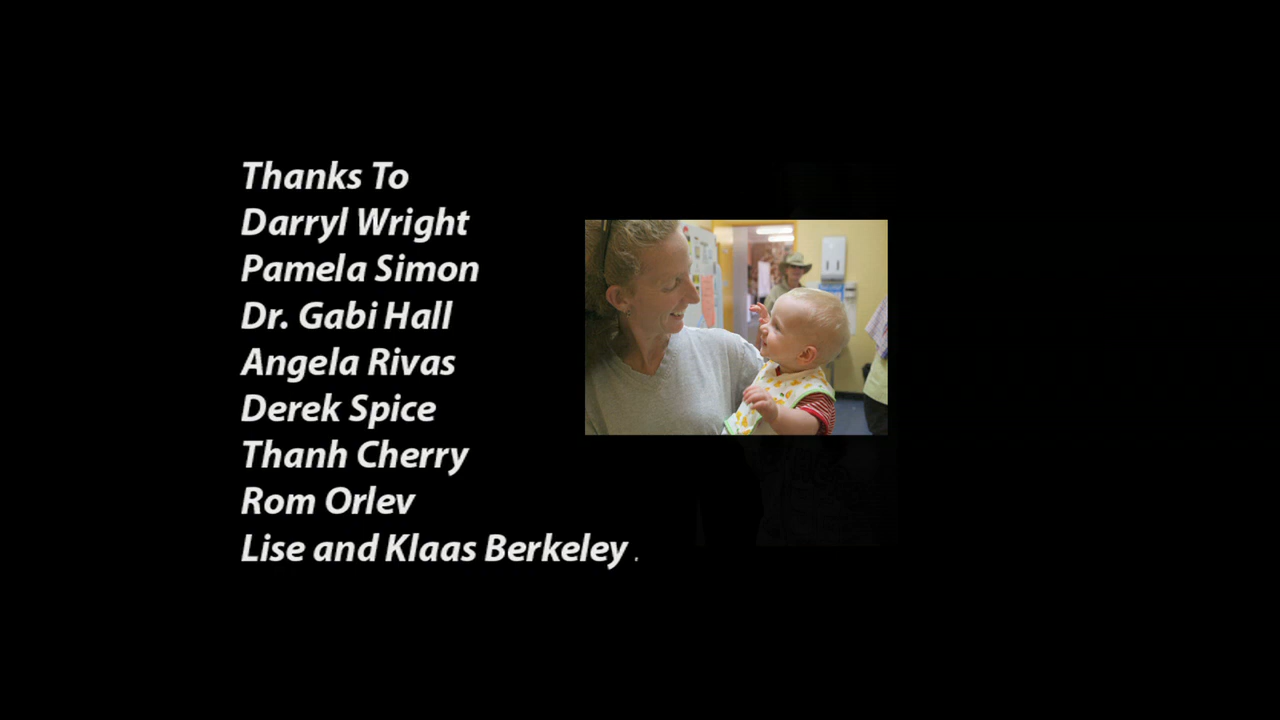 Thanks To
Darryl Wright
Pamela Simon
Dr. Gabi Hall
Angela Rivas
Derek Spice
Thanh Cherry
Rom Orlev
Lise and Klaas Berkeley .